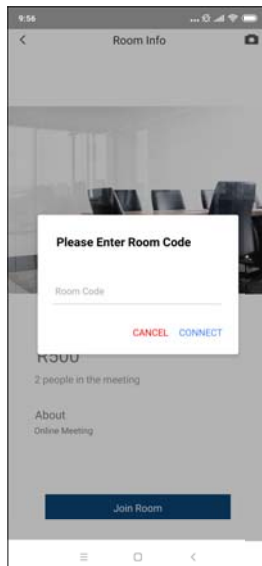 9:56
Room Info
Please Enter Room Code
Room Code
CANCEL CONNECT
R500
2 people in the meeting
About
Online Meeting
Join Room